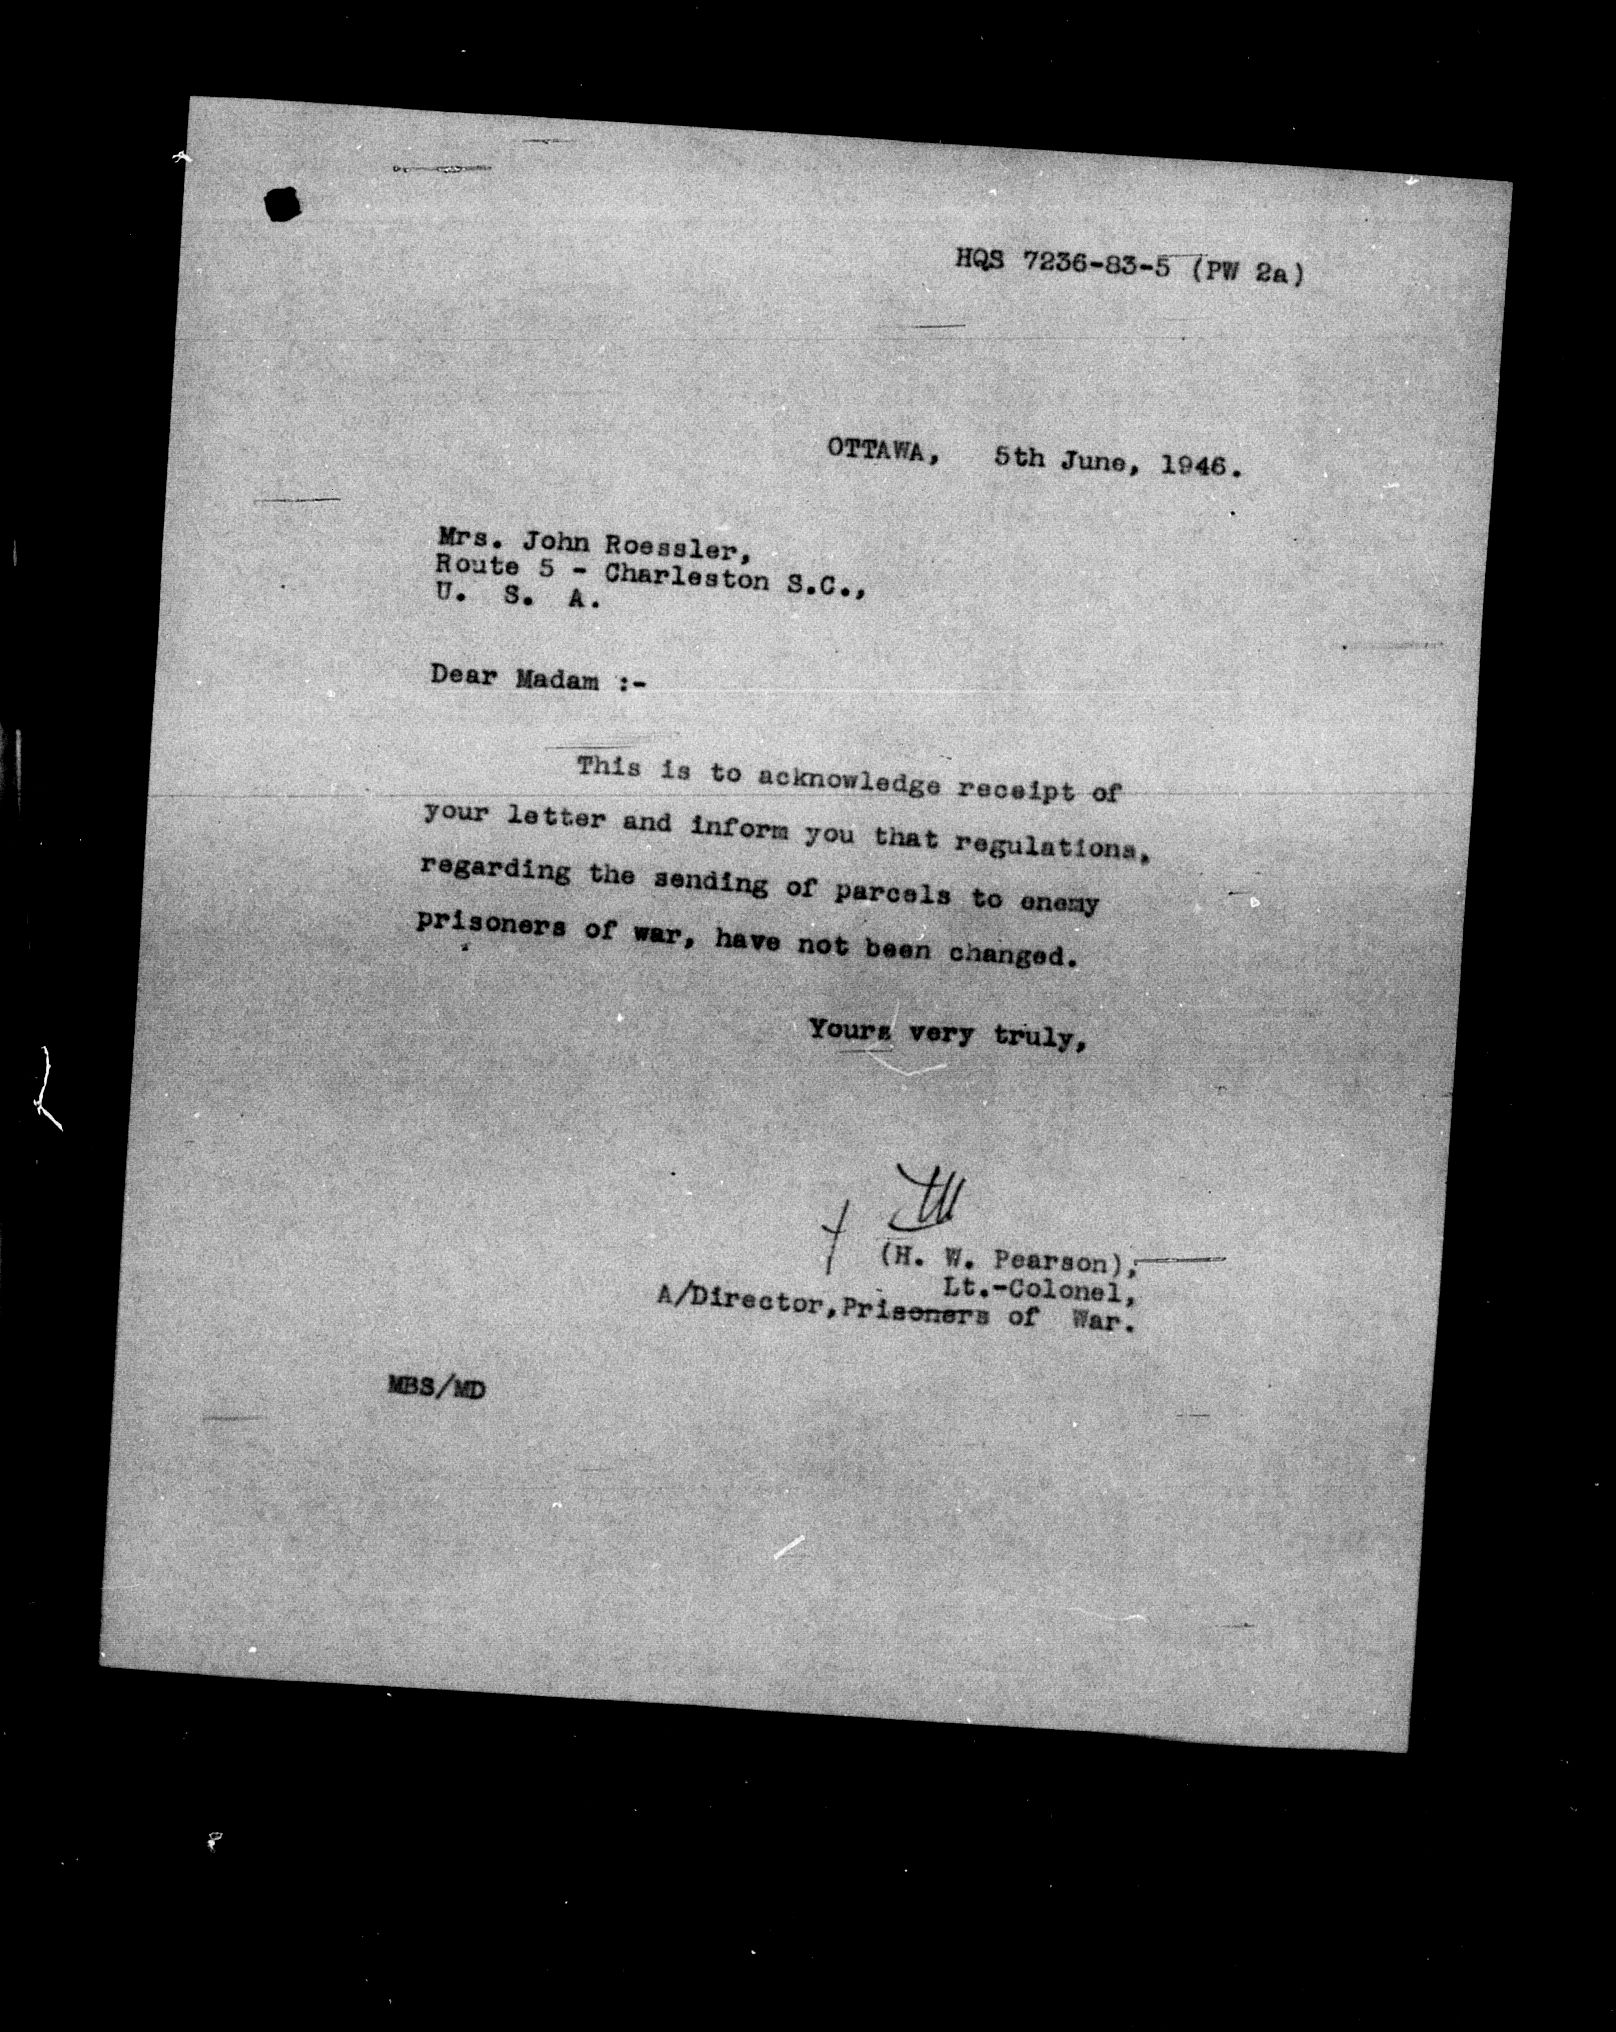 HQS 7236-83-5 (PW 2a)
OTTAWA, 5th June, 1946.
Mrs. John Roessler,
Route 5 - Charleston S.C.,
U. S. A.
Dear Madam :-
This is to acknowledge receipt of
your letter and inform you that regulations,
regarding the sending of parcels to enemy
prisoners of war, have not been changed.
Yours very truly,
(H. W. Pearson),
Lt.-Colonel,
A/Director,Prisoners of War.
MBS/MD